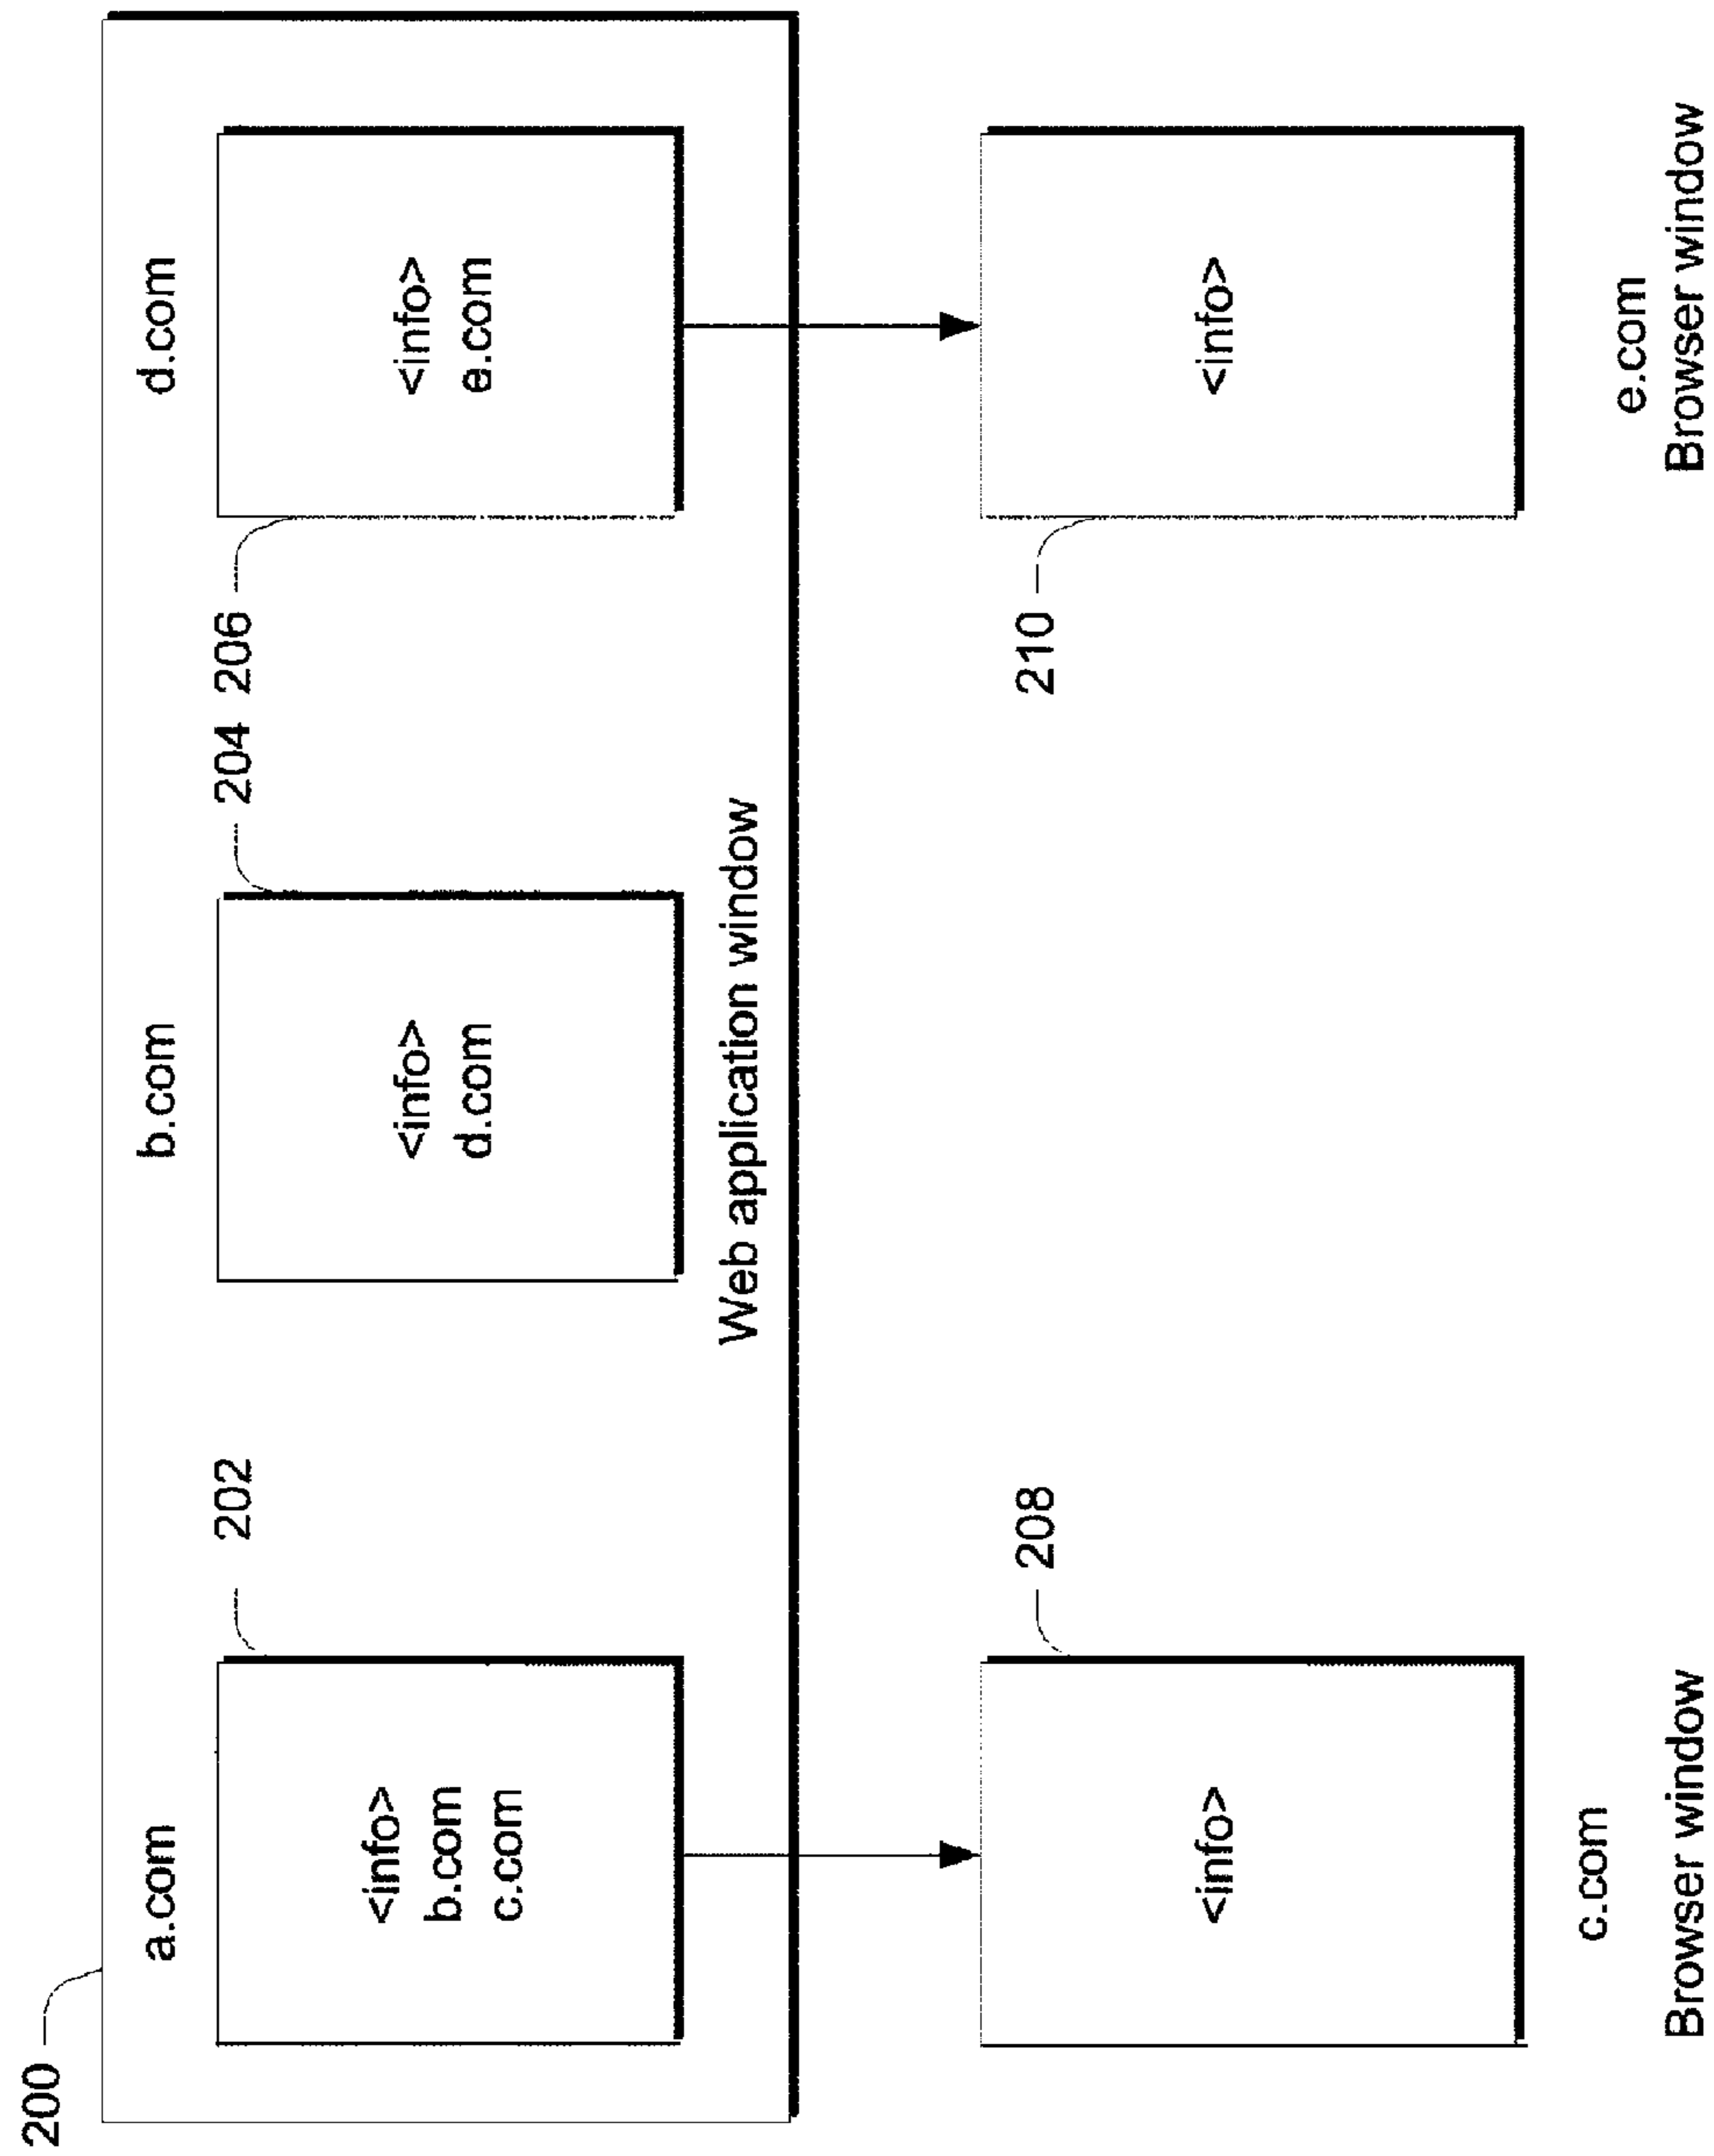 200
a.com
b.com
d.com
202
204
206
<info>
b.com
c.com
<info>
d.com
<info>
e.com
Web application window
208
210
<info>
<info>
c.com
Browser window
e.com
Browser window